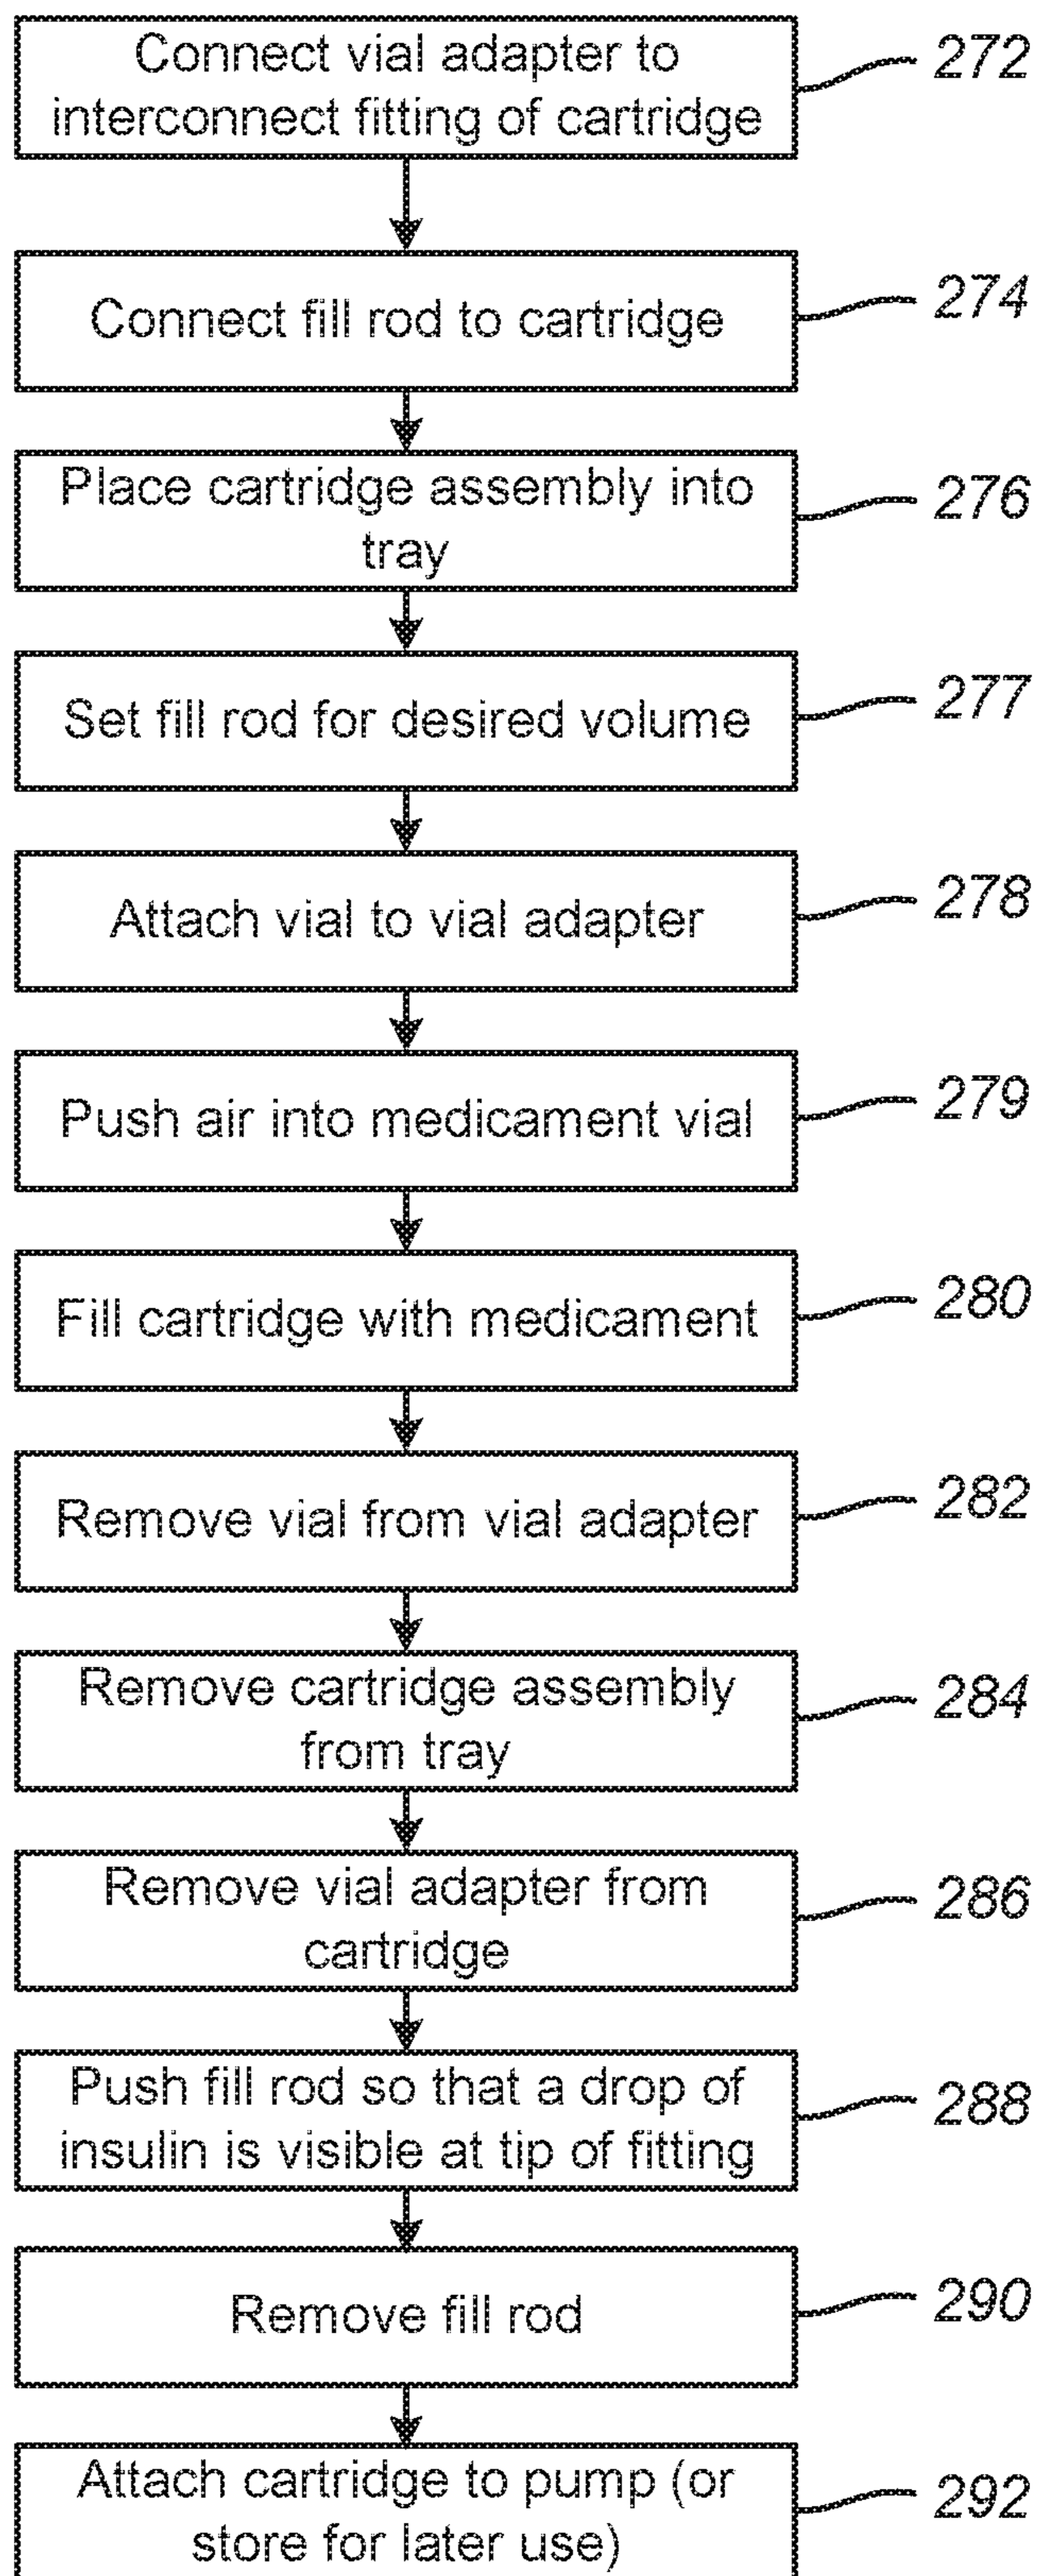 Connect vial adapter to
interconnect fitting of cartridge
272
Connect fill rod to cartridge
274
Place cartridge assembly into
tray
276
Set fill rod for desired volume
277
Attach vial to vial adapter
278
Push air into medicament vial
279
Fill cartridge with medicament
280
Remove vial from vial adapter
282
Remove cartridge assembly
from tray
284
Remove vial adapter from
cartridge
286
Push fill rod so that a drop of
insulin is visible at tip of fitting
288
Remove fill rod
290
Attach cartridge to pump (or
store for later use)
292